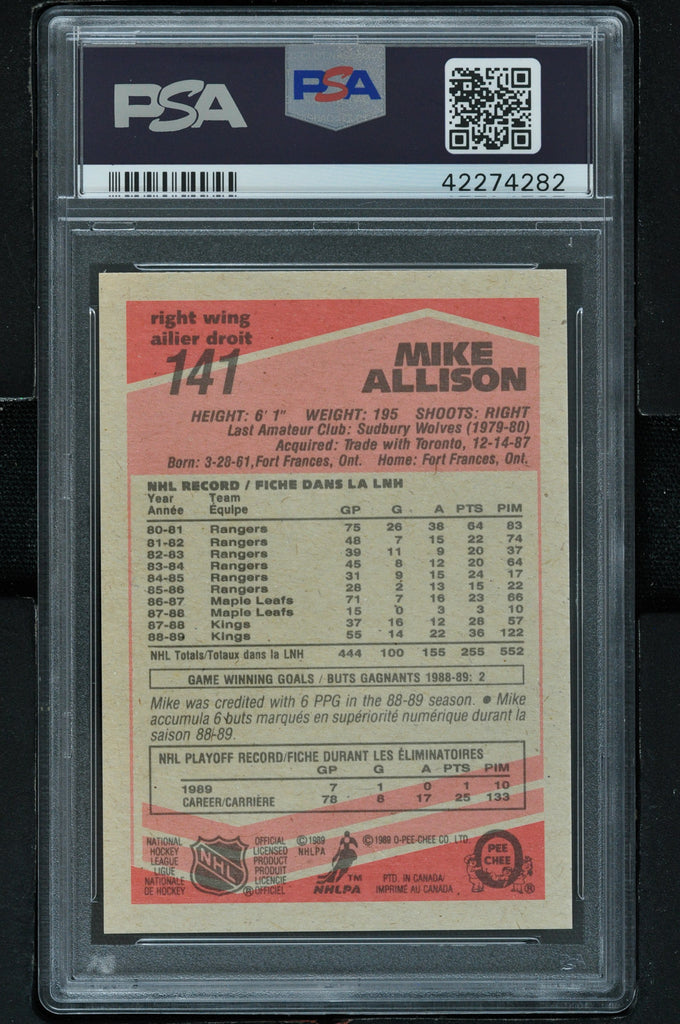 PSA
PSA
42274282
right wing
ailier droit
141
MIKE
ALLISON
HEIGHT: 6' 1" WEIGHT: 195 SHOOTS: RIGHT
Last Amateur Club: Sudbury Wolves (1979-80)
Acquired: Trade with Toronto, 12-14-87
Born: 3-28-61, Fort Frances, Ont. Home: Fort Frances, Ont.
NHL RECORD / FICHE DANS LA LNH
Year Team
Année Équipe GP G A PTS PIM
80-81 Rangers 75 26 38 64 83
81-82 Rangers 48 7 15 22 74
82-83 Rangers 39 11 9 20 37
83-84 Rangers 45 8 12 20 64
84-85 Rangers 31 9 15 24 17
85-86 Rangers 28 2 13 15 22
86-87 Maple Leafs 71 7 16 23 66
87-88 Maple Leafs 15 0 3 3 10
87-88 Kings 37 16 12 28 57
88-89 Kings 55 14 22 36 122
NHL Totals/Totaux dans la LNH 444 100 155 255 552
GAME WINNING GOALS / BUTS GAGNANTS 1988-89: 2
Mike was credited with 6 PPG in the 88-89 season. ● Mike
accumula 6 buts marqués en supériorité numérique durant la
saison 88-89.
NRL PLAYOFF RECORD/FICHE DURANT LES ÉLIMINATOIRES
GP G A PTS PIM
1989 7 1 0 1 10
CAREER/CARRIÈRE 78 8 17 25 133
NATIONAL
HOCKEY
LEAGUE
LIGUE
NATIONALE
DE HOCKEY
NHL
®
OFFICIAL
LICENSED
PRODUCT
PRODUIT
LICENCIE
OFFICIEL
© 1989
NHLPA
TM
NHLPA
© 1989 O-PEE-CHEE CO. LTD.
PTD. IN CANADA
IMPRIMÉ AU CANADA
O
PEE
CHEE
®